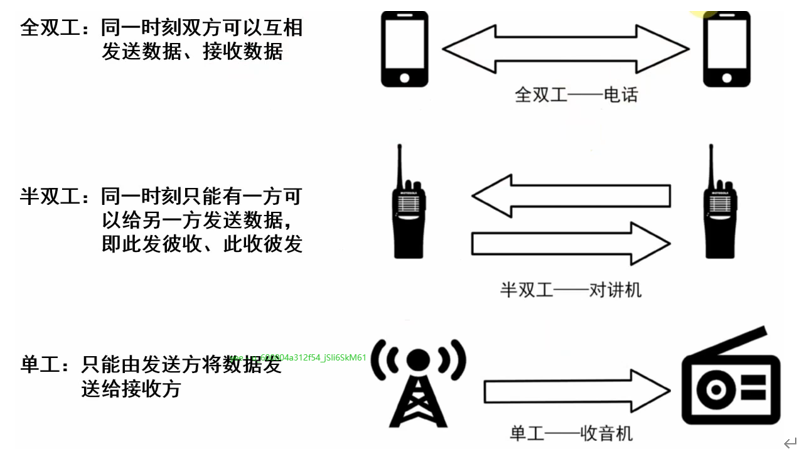 全双工：同一时刻双方可以互相
发送数据、接收数据
全双工——电话
半双工：同一时刻只能有一方可
以给另一方发送数据，
即此发彼收、此收彼发
半双工——对讲机
单工：只能由发送方将数据发
送给接收方
单工——收音机